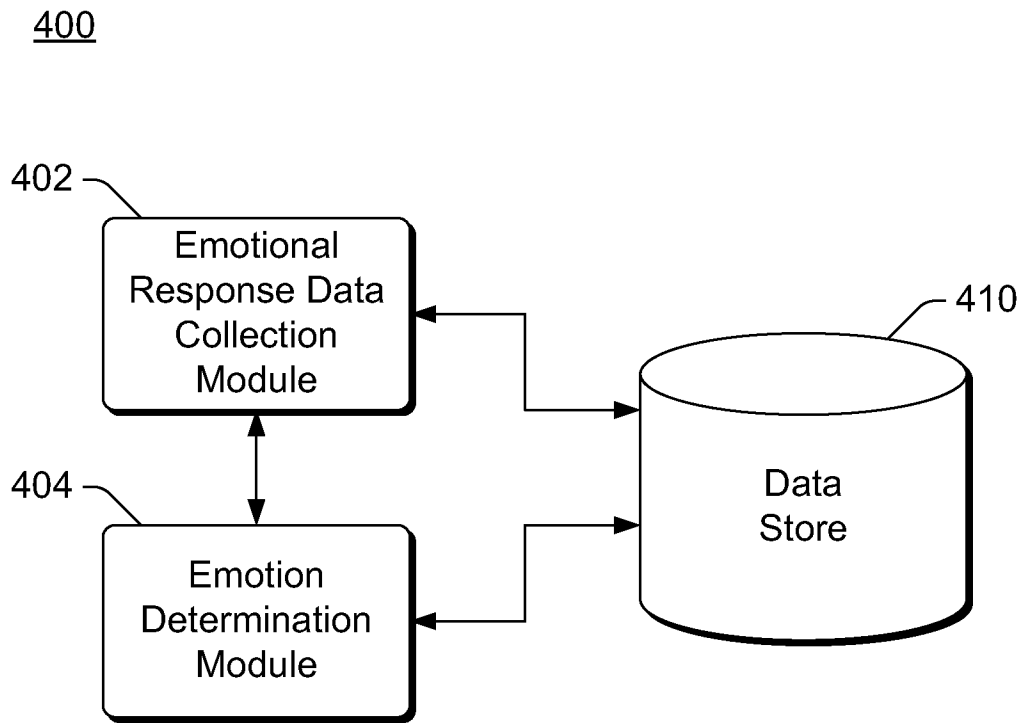 400
402
Emotional
Response Data
Collection
Module
410
404
Data
Store
Emotion
Determination
Module